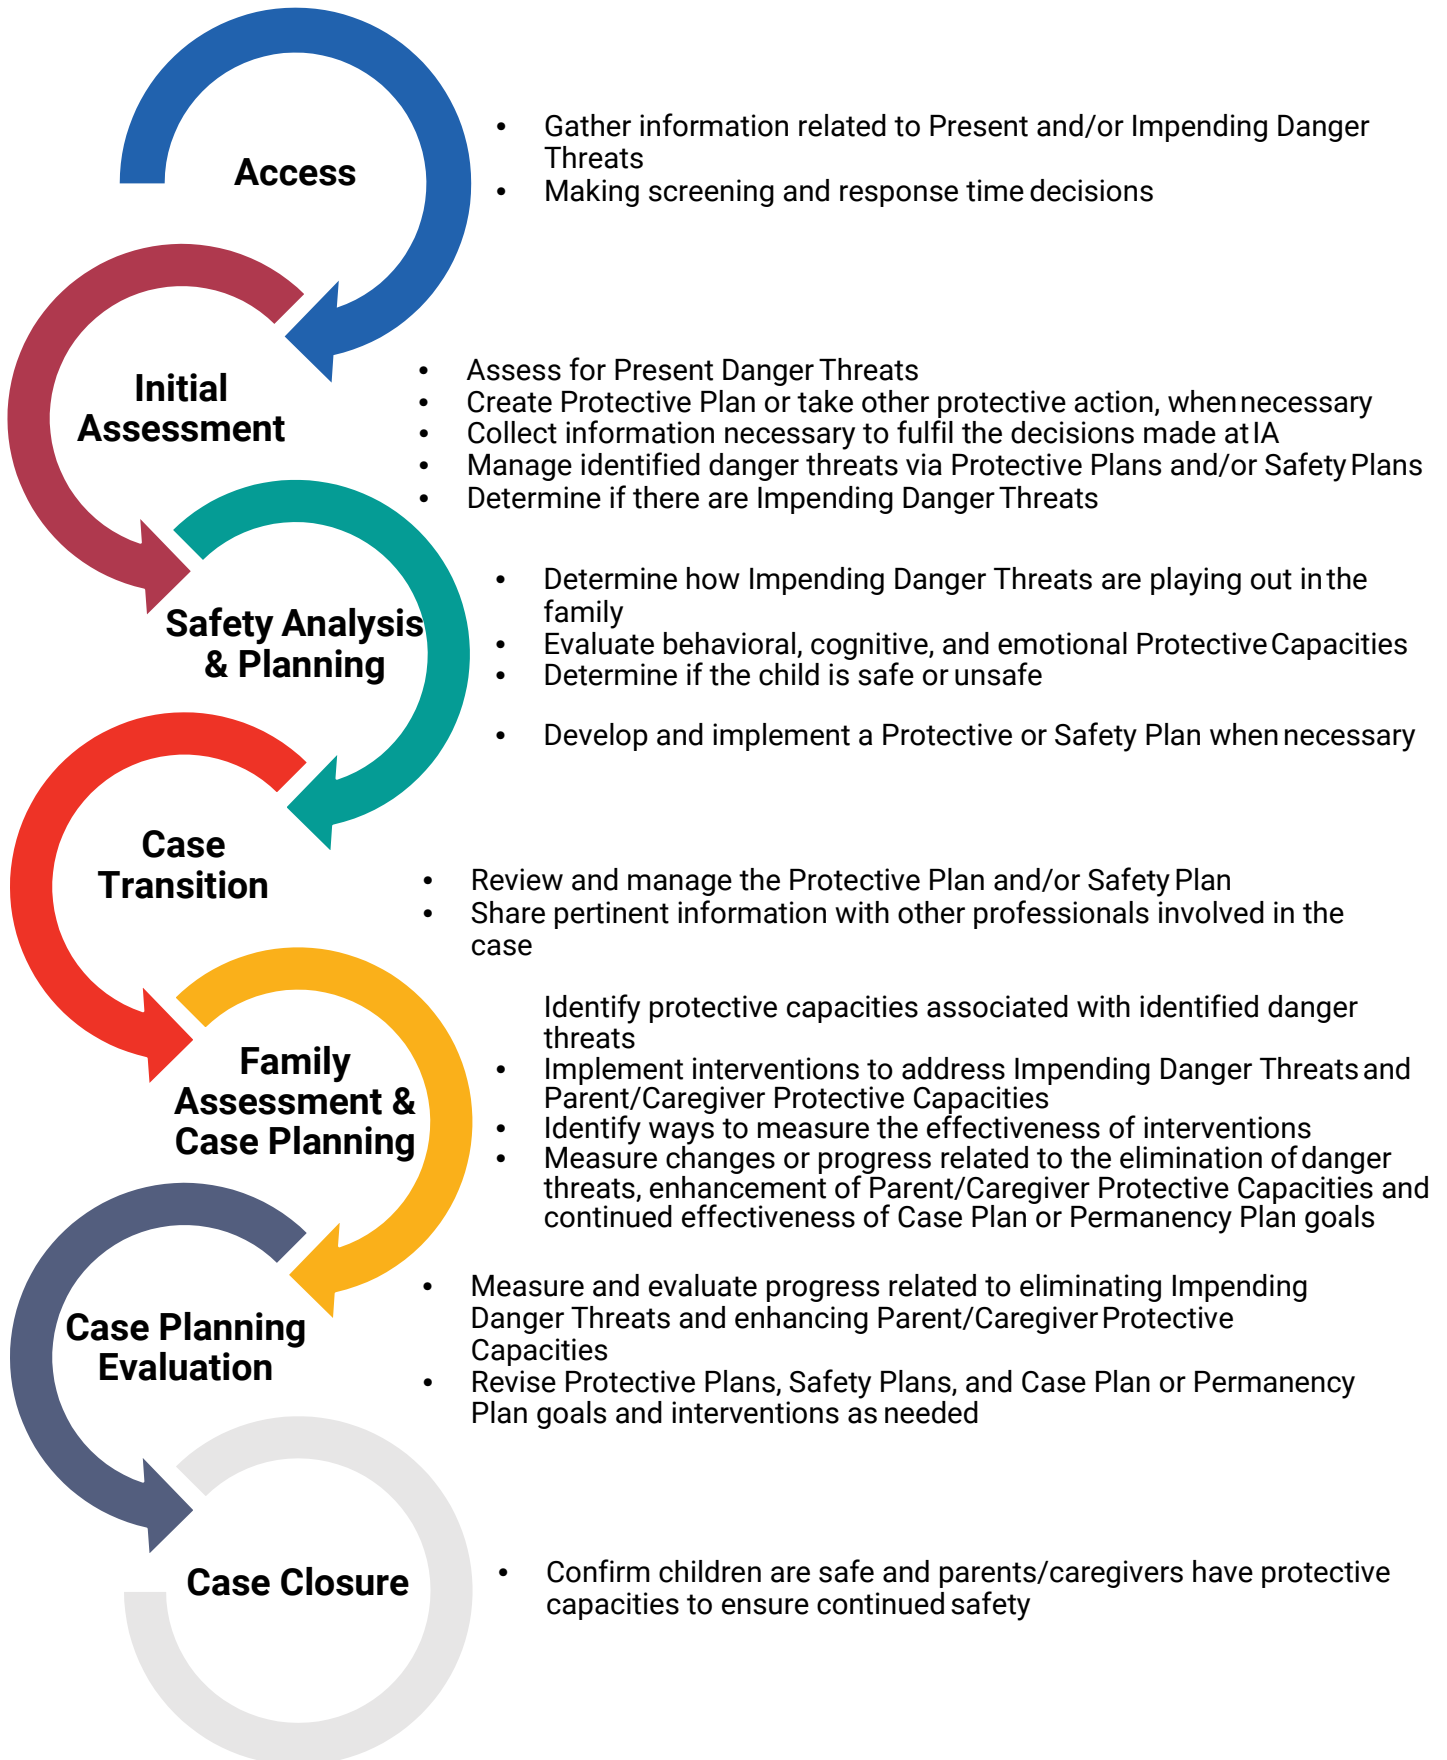 Access
• Gather information related to Present and/or Impending Danger
Threats
• Making screening and response time decisions
Initial
Assessment
• Assess for Present Danger Threats
• Create Protective Plan or take other protective action, when necessary
• Collect information necessary to fulfil the decisions made at IA
• Manage identified danger threats via Protective Plans and/or Safety Plans
• Determine if there are Impending Danger Threats
Safety Analysis
& Planning
• Determine how Impending Danger Threats are playing out in the
family
• Evaluate behavioral, cognitive, and emotional Protective Capacities
• Determine if the child is safe or unsafe
• Develop and implement a Protective or Safety Plan when necessary
Case
Transition
• Review and manage the Protective Plan and/or Safety Plan
• Share pertinent information with other professionals involved in the
case
Family
Assessment &
Case Planning
Identify protective capacities associated with identified danger
threats
• Implement interventions to address Impending Danger Threats and
Parent/Caregiver Protective Capacities
• Identify ways to measure the effectiveness of interventions
• Measure changes or progress related to the elimination of danger
threats, enhancement of Parent/Caregiver Protective Capacities and
continued effectiveness of Case Plan or Permanency Plan goals
Case Planning
Evaluation
• Measure and evaluate progress related to eliminating Impending
Danger Threats and enhancing Parent/Caregiver Protective
Capacities
• Revise Protective Plans, Safety Plans, and Case Plan or Permanency
Plan goals and interventions as needed
Case Closure
• Confirm children are safe and parents/caregivers have protective
capacities to ensure continued safety